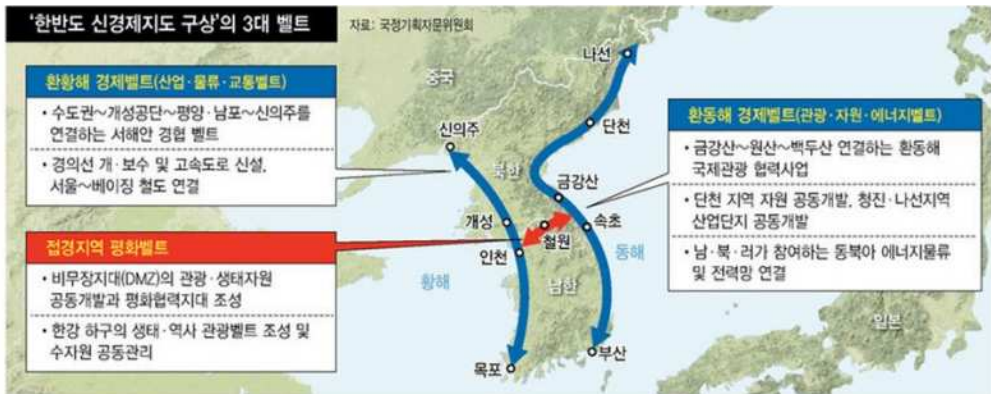 '한반도 신경제지도 구상'의 3대 벨트
자료: 국정기획자문위원회
환황해 경제벨트(산업·물류·교통벨트)
• 수도권~개성공단~평양·남포~신의주를
연결하는 서해안 경협 벨트
• 경의선 개·보수 및 고속도로 신설,
서울~베이징 철도 연결
접경지역 평화벨트
• 비무장지대(DMZ)의 관광·생태자원
공동개발과 평화협력지대 조성
• 한강 하구의 생태·역사 관광벨트 조성 및
수자원 공동관리
중국
나선
단천
신의주
북한
금강산
개성
속초
철원
인천
동해
황해
남한
부산
목포
일본
환동해 경제벨트(관광·자원·에너지벨트)
• 금강산~원산~백두산 연결하는 환동해
국제관광 협력사업
• 단천 지역 자원 공동개발, 청진·나선지역
산업단지 공동개발
• 남·북·러가 참여하는 동북아 에너지물류
및 전력망 연결